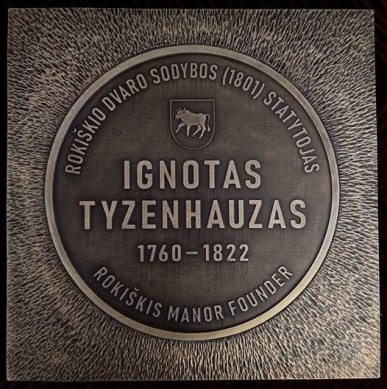 ROKIŠKIO DVARO SODYBOS (1801) STATYTOJAS
IGNOTAS
TYZENHAUZAS
1760–1822
ROKIŠKIS MANOR FOUNDER